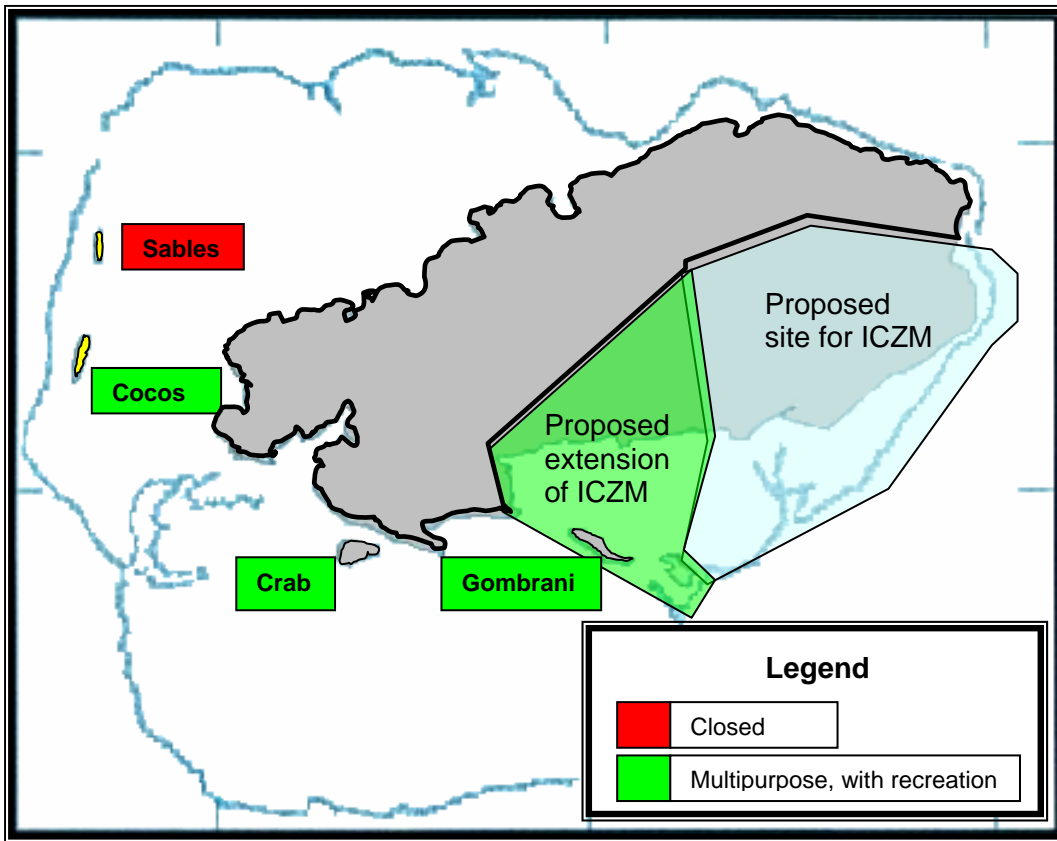 Sables
Cocos
Proposed
site for ICZM
Proposed
extension
of ICZM
Crab
Gombrani
Legend
Closed
Multipurpose, with recreation